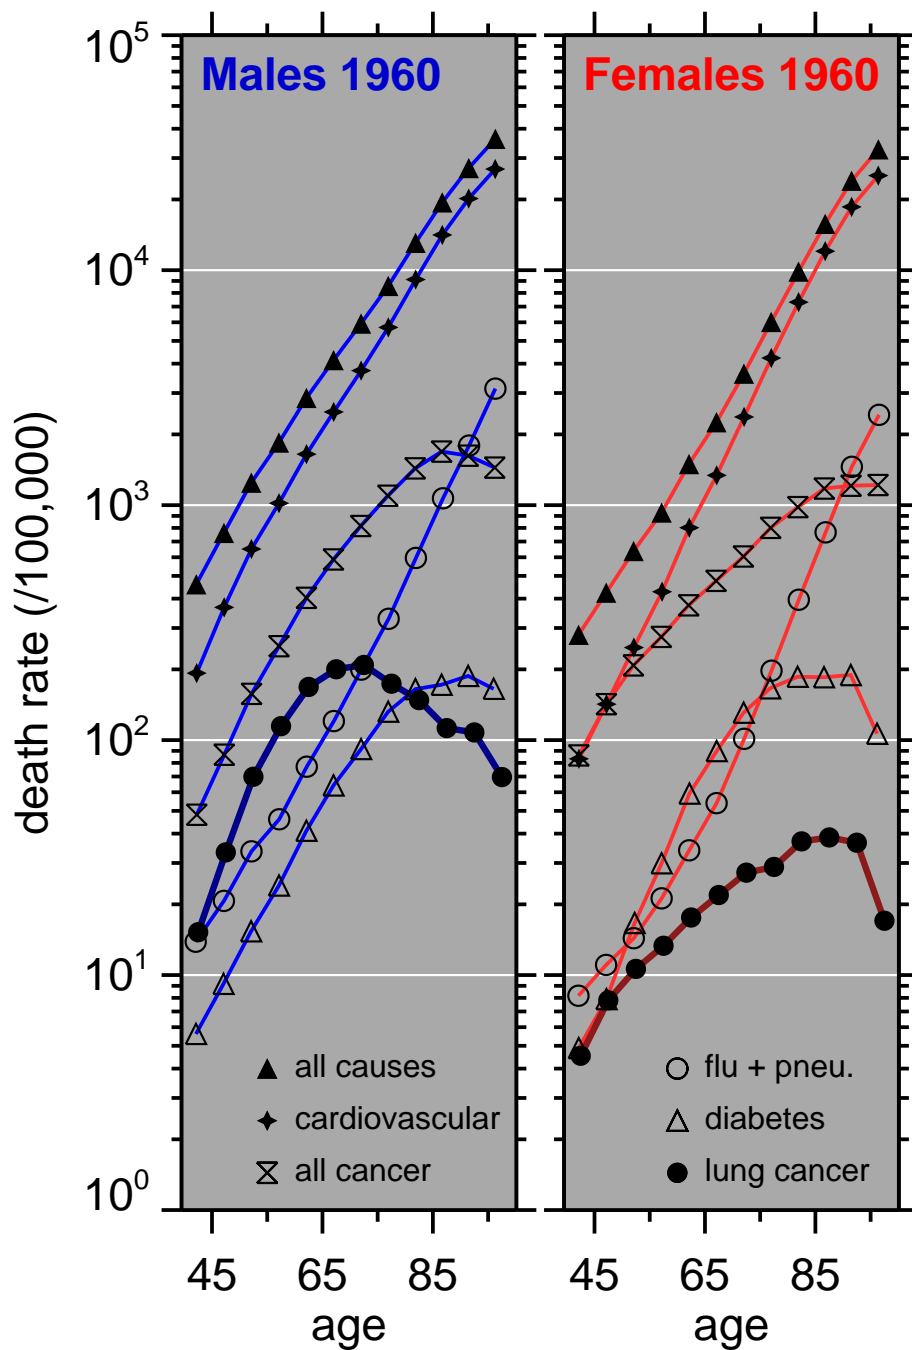 Males 1960
Females 1960
death rate (/100,000)
10^5
10^4
10^3
10^2
10^1
10^0
all causes
cardiovascular
all cancer
flu + pneu.
diabetes
lung cancer
45 65 85
45 65 85
age
age